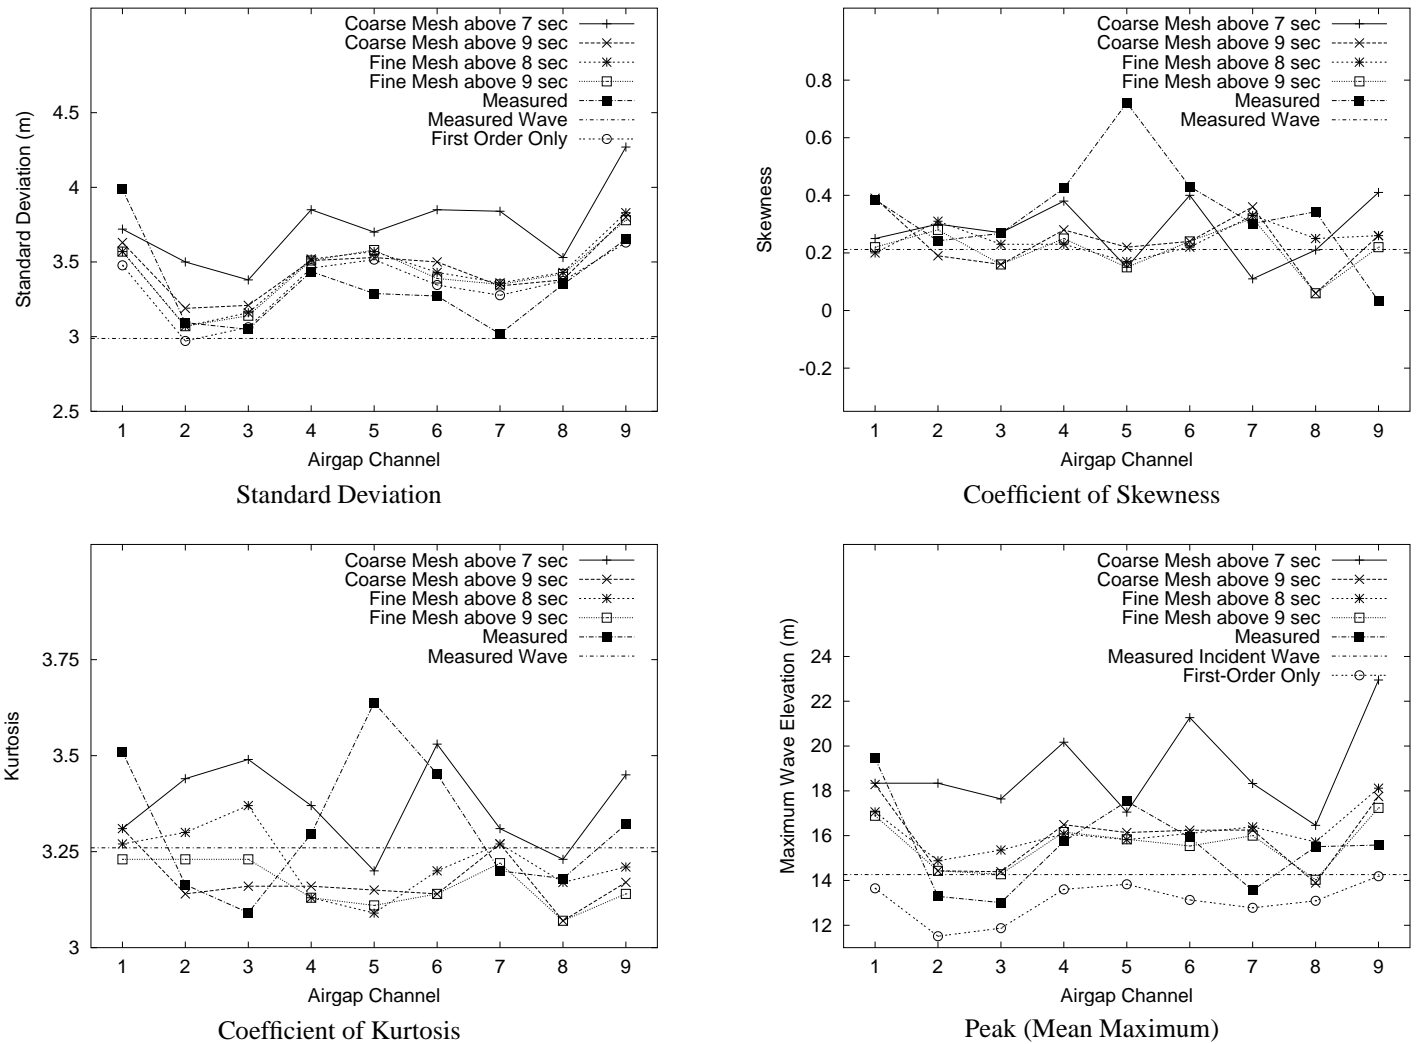 Coarse Mesh above 7 sec
Coarse Mesh above 9 sec
Fine Mesh above 8 sec
Fine Mesh above 9 sec
Measured
Measured Wave
First Order Only
Standard Deviation (m)
4.5
4
3.5
3
2.5
1 2 3 4 5 6 7 8 9
Airgap Channel
Standard Deviation
Coarse Mesh above 7 sec
Coarse Mesh above 9 sec
Fine Mesh above 8 sec
Fine Mesh above 9 sec
Measured
Measured Wave
Skewness
0.8
0.6
0.4
0.2
0
-0.2
1 2 3 4 5 6 7 8 9
Airgap Channel
Coefficient of Skewness
Coarse Mesh above 7 sec
Coarse Mesh above 9 sec
Fine Mesh above 8 sec
Fine Mesh above 9 sec
Measured
Measured Wave
Kurtosis
3.75
3.5
3.25
3
1 2 3 4 5 6 7 8 9
Airgap Channel
Coefficient of Kurtosis
Coarse Mesh above 7 sec
Coarse Mesh above 9 sec
Fine Mesh above 8 sec
Fine Mesh above 9 sec
Measured
Measured Incident Wave
First-Order Only
Maximum Wave Elevation (m)
24
22
20
18
16
14
12
1 2 3 4 5 6 7 8 9
Airgap Channel
Peak (Mean Maximum)